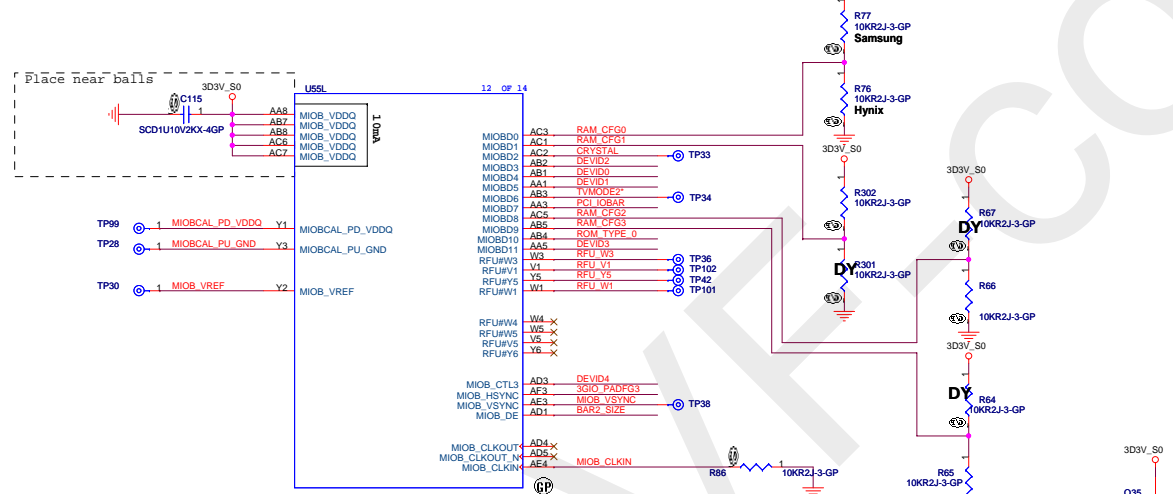 R77
10KR2J-3-GP
Samsung
Place near balls
3D3V_S0
U55L
12 OF 14
C115
1
SCD1U10V2KX-4GP
R76
10KR2J-3-GP
Hynix
AA8 MIOB_VDDQ
AB7 MIOB_VDDQ
AB8 MIOB_VDDQ
AC6 MIOB_VDDQ
AC7 MIOB_VDDQ
10mA
MIOBD0 AC3 RAM_CFG0
MIOBD1 AC1 RAM_CFG1
MIOBD2 AC2 CRYSTAL TP33
MIOBD3 AB2 DEVID2
MIOBD4 AB1 DEVID0
MIOBD5 AA1 DEVID1
MIOBD6 AB3 TVMODE2* TP34
MIOBD7 AA3 PCI_IOBAR
MIOBD8 AC5 RAM_CFG2
MIOBD9 AB5 RAM_CFG3
MIOBD10 AB4 ROM_TYPE_0
MIOBD11 AA5 DEVID3
RFU#W3 W3 RFU_W3 TP36
RFU#V1 V1 RFU_V1 TP102
RFU#Y5 Y5 RFU_Y5 TP42
RFU#W1 W1 RFU_W1 TP101
3D3V_S0
1
R302
10KR2J-3-GP
DY
R301
10KR2J-3-GP
3D3V_S0
1
R67
DY
10KR2J-3-GP
1
R66
10KR2J-3-GP
TP99 1 MIOBCAL_PD_VDDQ Y1 MIOBCAL_PD_VDDQ
TP28 1 MIOBCAL_PU_GND Y3 MIOBCAL_PU_GND
TP30 1 MIOB_VREF Y2 MIOB_VREF
RFU#W4 W4
RFU#W5 W5
RFU#V5 V5
RFU#Y6 Y6
3D3V_S0
1
DY
R64
10KR2J-3-GP
MIOB_CTL3 AD3 DEVID4
MIOB_HSYNC AE3 3GIO_PADFG3
MIOB_VSYNC AF3 MIOB_VSYNC TP38
MIOB_DE AD1 BAR2_SIZE
MIOB_CLKOUT AD4
MIOB_CLKOUT_N AD5
MIOB_CLKIN AE4 MIOB_CLKIN
R86 1 10KR2J-3-GP
1
R65
10KR2J-3-GP
3D3V_S0
GP